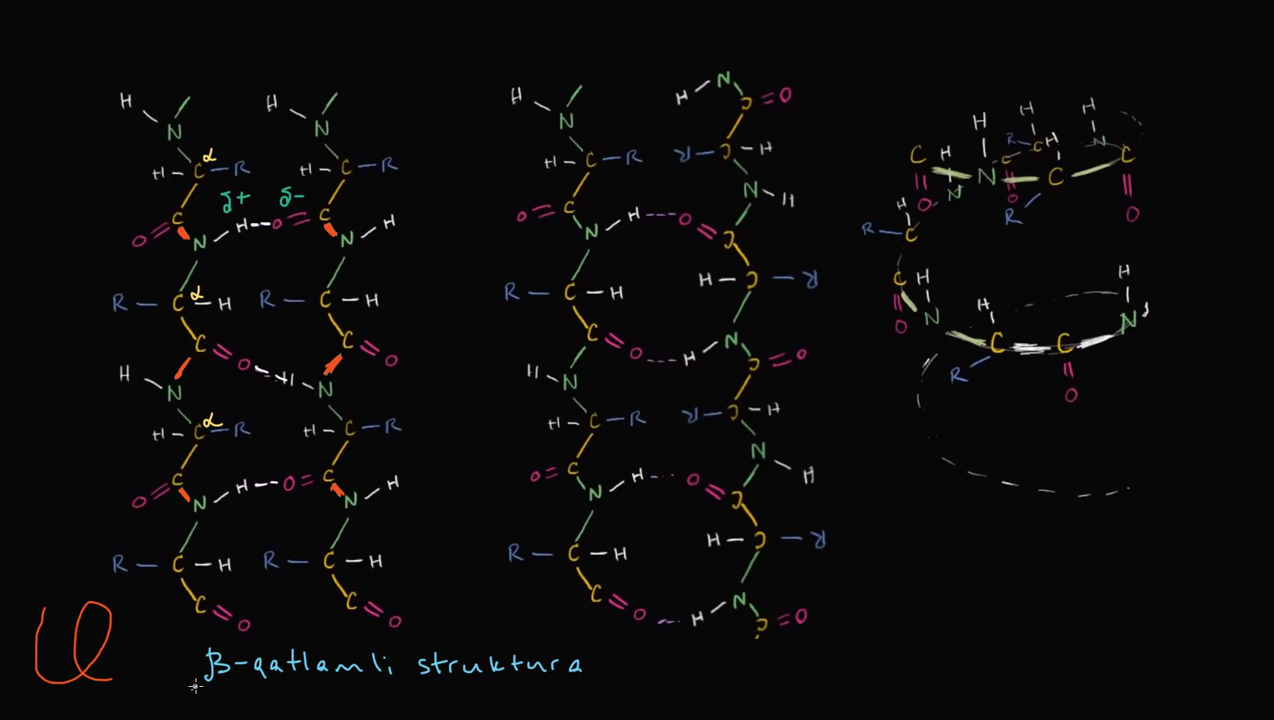 H H
N N
H C α R H C R
δ+ δ-
C C
O N H O N H
R C α H R C H
C O C O
H N H N
H C α R H C R
C C
O N H O N H
R C H R C H
C O C O
β-qatlamli struktura
H N H N
C O
H C R R C H
N H
O C H O
N C
R C H H C R
C O H N
H N C O
H C R R C H
N H
O C H O
N C
R C H H C R
C O H N
C O
H H H
C H N R C C H N C
O N O R O
R C H
C H N H H
O C C N
R O